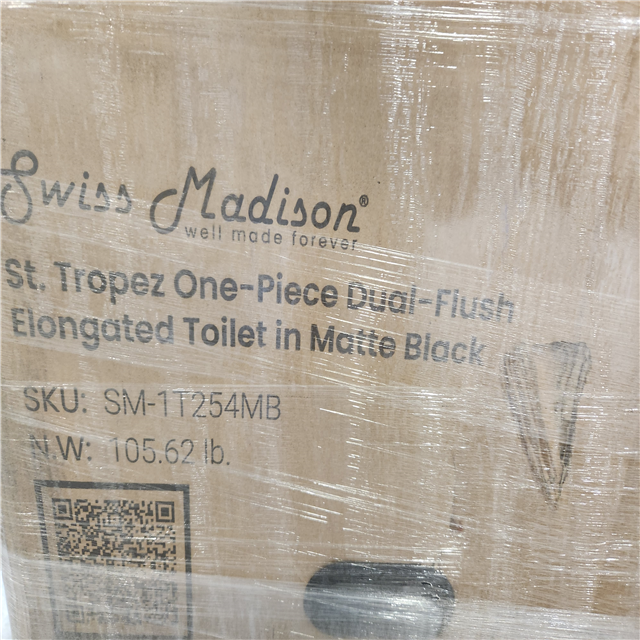 Swiss Madison®
well made forever
St. Tropez One-Piece Dual-Flush
Elongated Toilet in Matte Black
SKU: SM-1T254MB
N.W: 105.62 lb.